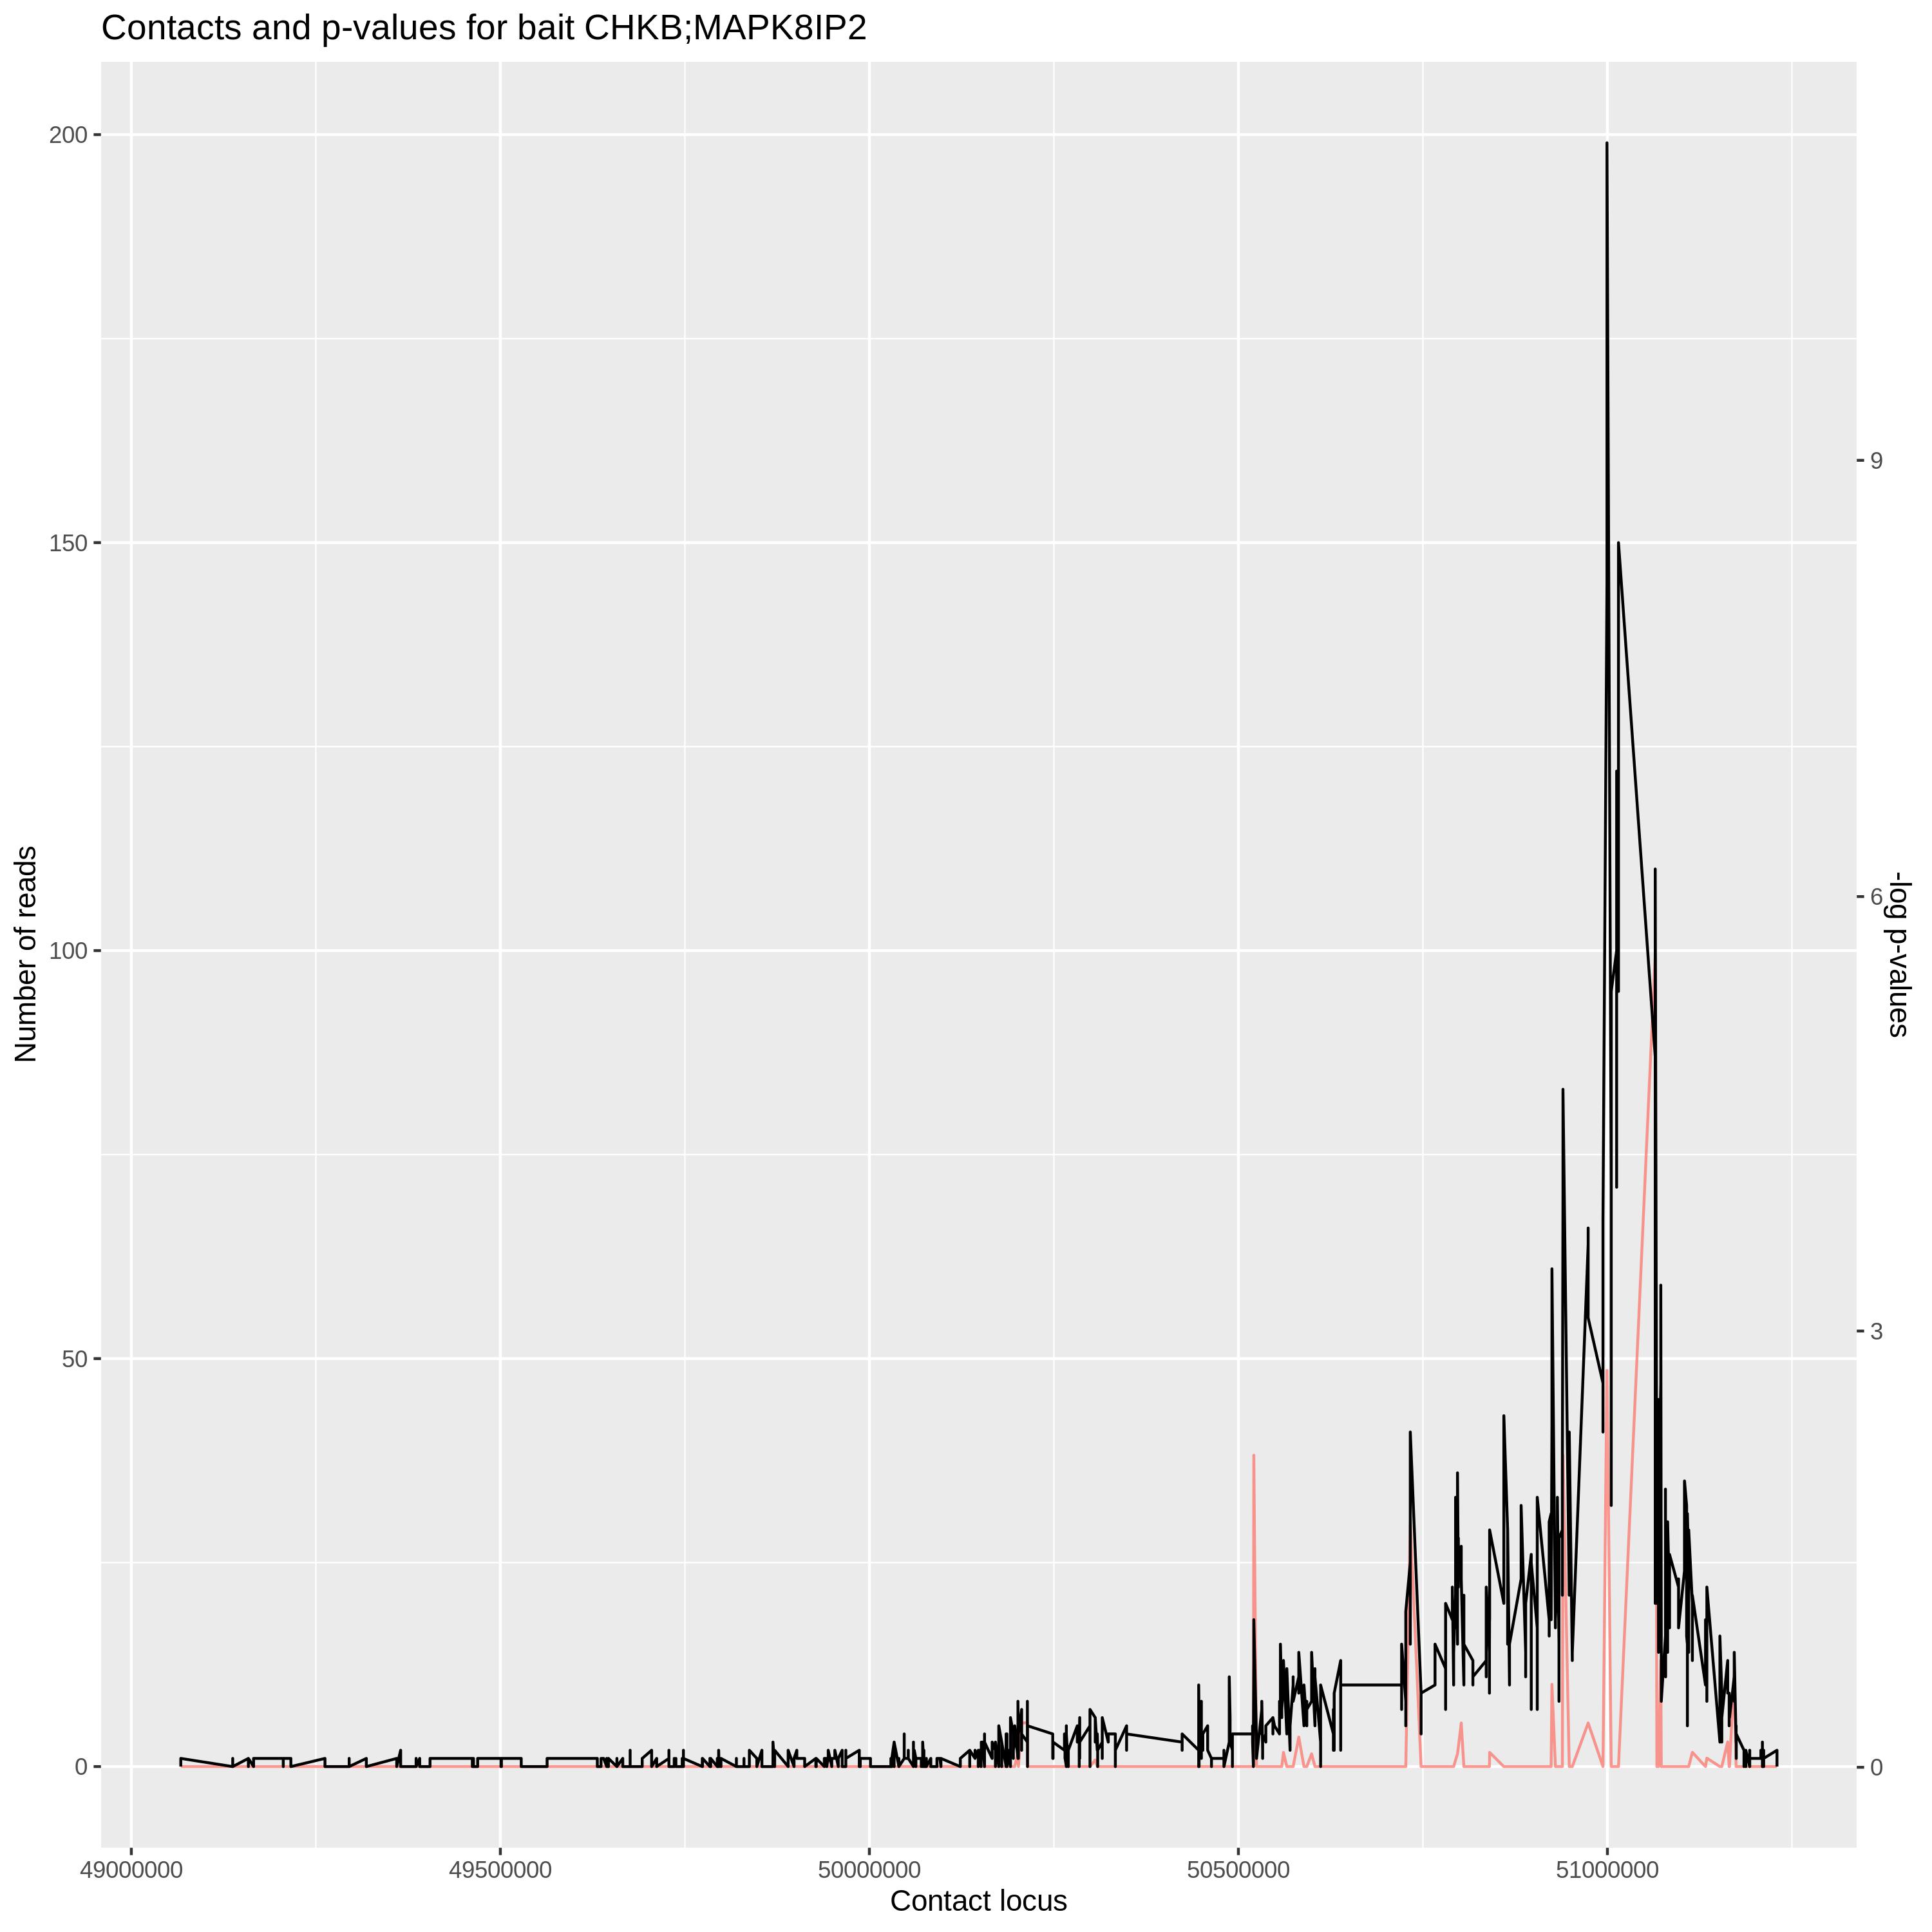 Contacts and p-values for bait CHKB;MAPK8IP2
200
150
100
50
0
Number of reads
9
6
3
0
-log p-values
49000000 49500000 50000000 50500000 51000000
Contact locus